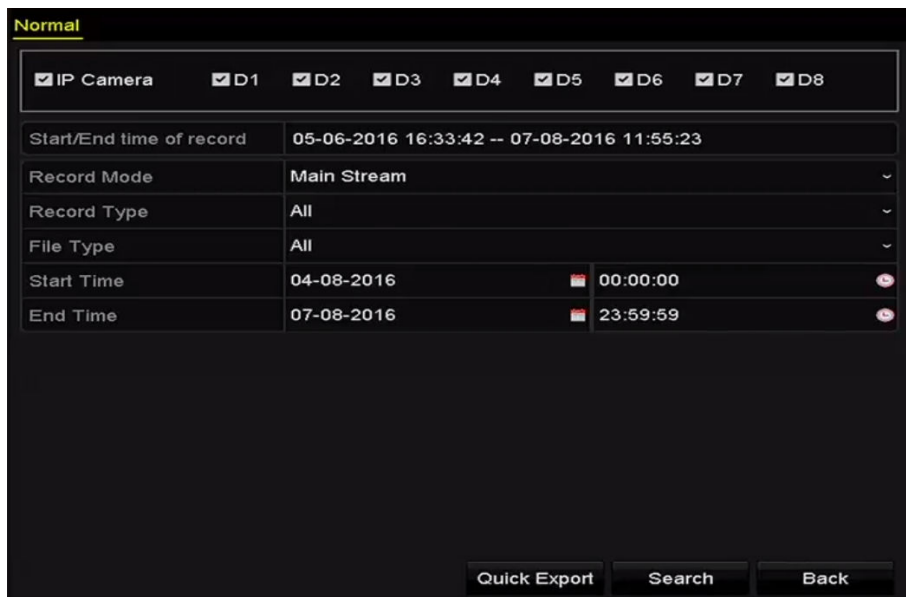 Normal
IP Camera D1 D2 D3 D4 D5 D6 D7 D8
Start/End time of record 05-06-2016 16:33:42 -- 07-08-2016 11:55:23
Record Mode Main Stream
Record Type All
File Type All
Start Time 04-08-2016 00:00:00
End Time 07-08-2016 23:59:59
Quick Export Search Back